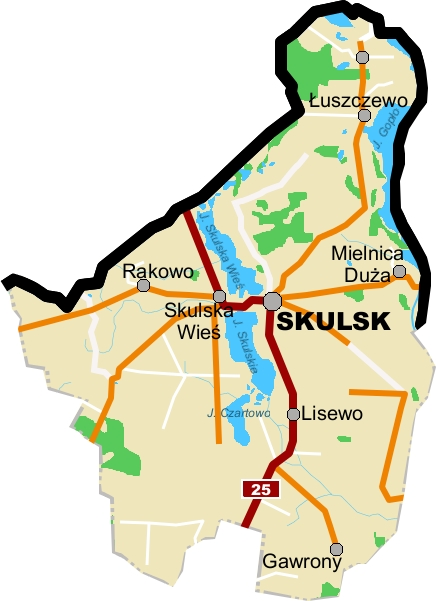 Łuszczewo
J. Gopło
J. Skulska Wieś
Mielnica
Duża
Rakowo
Skulska
Wieś
SKULSK
J. Skulskie
J. Czartowo
Lisewo
25
Gawrony